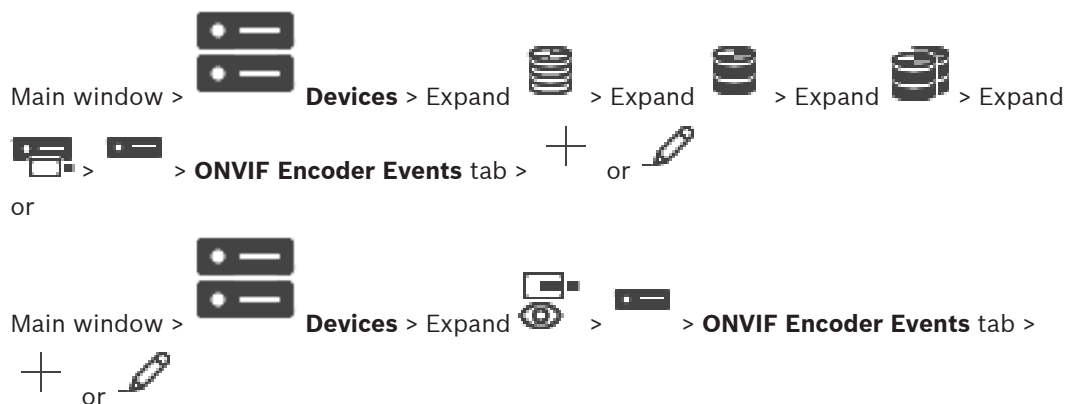 Main window > Devices > Expand > Expand > Expand > Expand
> > ONVIF Encoder Events tab > or
or
Main window > Devices > Expand > > ONVIF Encoder Events tab >
or